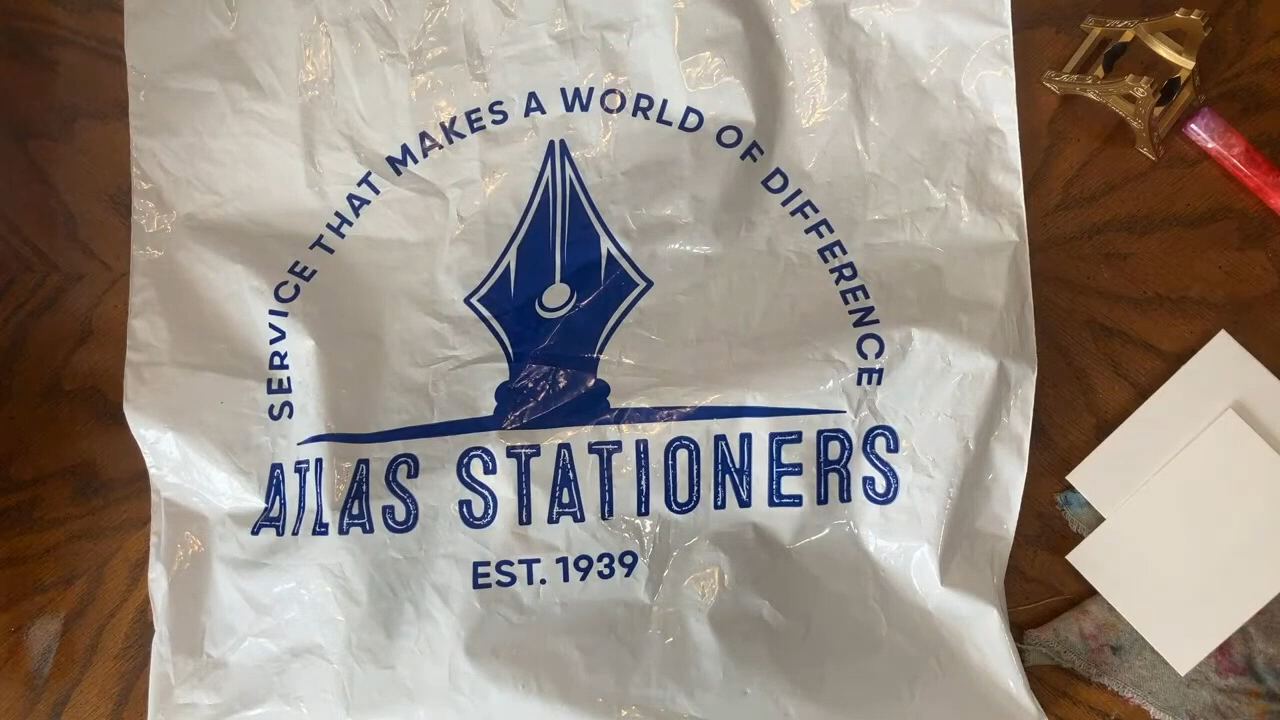 SERVICE THAT MAKES A WORLD OF DIFFERENCE
ATLAS STATIONERS
EST. 1939